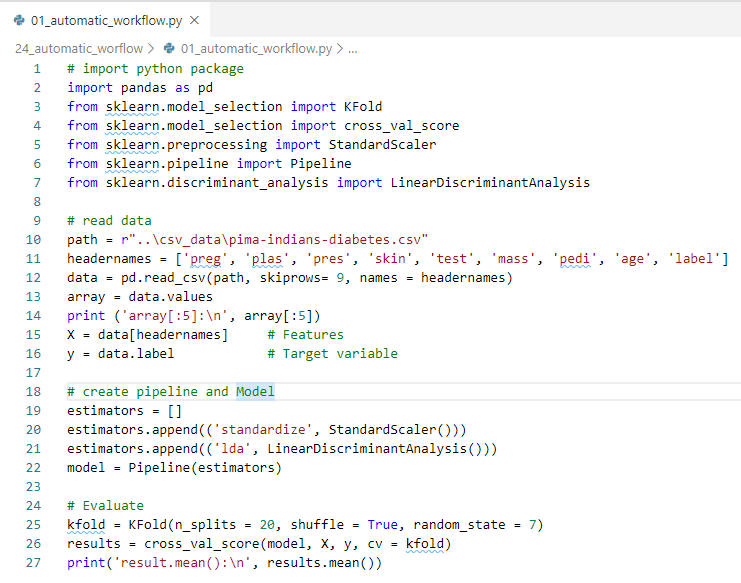 01_automatic_workflow.py ×
24_automatic_worflow > 01_automatic_workflow.py > ...
1 # import python package
2 import pandas as pd
3 from sklearn.model_selection import KFold
4 from sklearn.model_selection import cross_val_score
5 from sklearn.preprocessing import StandardScaler
6 from sklearn.pipeline import Pipeline
7 from sklearn.discriminant_analysis import LinearDiscriminantAnalysis
8
9 # read data
10 path = r"..\csv_data\pima-indians-diabetes.csv"
11 headernames = ['preg', 'plas', 'pres', 'skin', 'test', 'mass', 'pedi', 'age', 'label']
12 data = pd.read_csv(path, skiprows= 9, names = headernames)
13 array = data.values
14 print ('array[:5]:\n', array[:5])
15 X = data[headernames]     # Features
16 y = data.label            # Target variable
17
18 # create pipeline and Model
19 estimators = []
20 estimators.append(('standardize', StandardScaler()))
21 estimators.append(('lda', LinearDiscriminantAnalysis()))
22 model = Pipeline(estimators)
23
24 # Evaluate
25 kfold = KFold(n_splits = 20, shuffle = True, random_state = 7)
26 results = cross_val_score(model, X, y, cv = kfold)
27 print('result.mean():\n', results.mean())